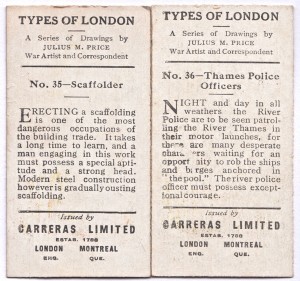 TYPES OF LONDON
A Series of Drawings by
JULIUS M. PRICE
War Artist and Correspondent
No. 35—Scaffolder
ERECTING a scaffolding
is one of the most
dangerous occupations of
the building trade. It takes
a long time to learn, and a
man engaging in this work
must possess a special apti-
tude and a strong head.
Modern steel construction
however is gradually ousting
scaffolding.
Issued by
CARRERAS LIMITED
ESTAB. 1788
LONDON MONTREAL
ENG. QUE.
TYPES OF LONDON
A Series of Drawings by
JULIUS M. PRICE
War Artist and Correspondent
No. 36—Thames Police
Officers
NIGHT and day in all
weathers the River
Police are to be seen patrol-
ling the River Thames in
their motor launches, for
there are many desperate
characters waiting for an
opportunity to rob the ships
and barges anchored in
"the pool." The river police
officer must possess except-
ional courage.
Issued by
CARRERAS LIMITED
ESTAB. 1788
LONDON MONTREAL
ENG. QUE.